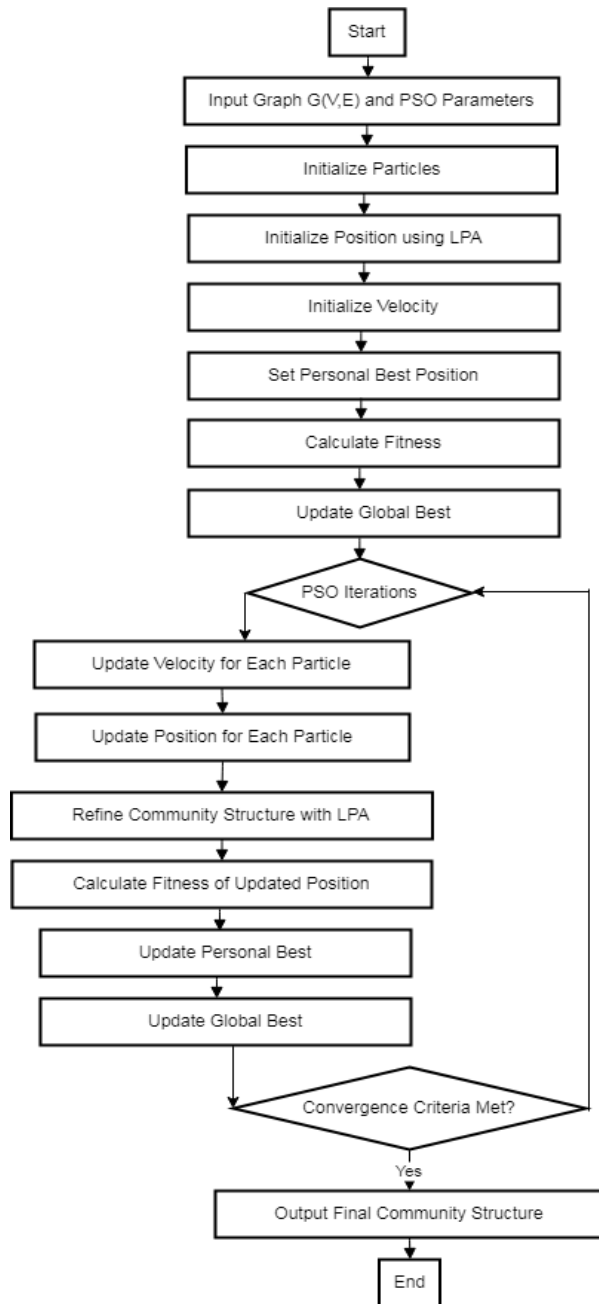 Start
Input Graph G(V,E) and PSO Parameters
Initialize Particles
Initialize Position using LPA
Initialize Velocity
Set Personal Best Position
Calculate Fitness
Update Global Best
PSO Iterations
Update Velocity for Each Particle
Update Position for Each Particle
Refine Community Structure with LPA
Calculate Fitness of Updated Position
Update Personal Best
Update Global Best
Convergence Criteria Met?
Yes
Output Final Community Structure
End